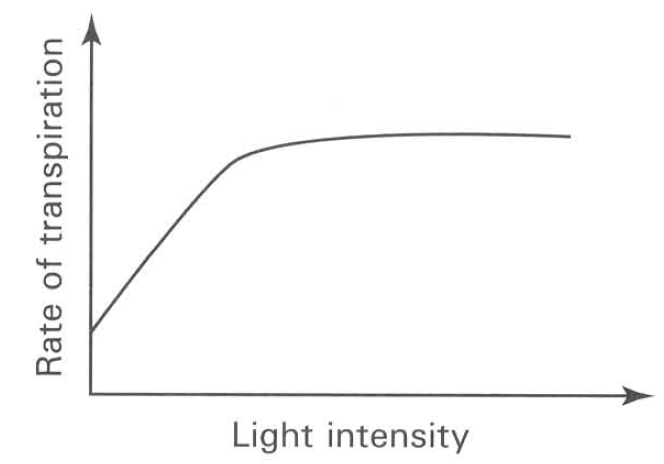 Rate of transpiration
Light intensity